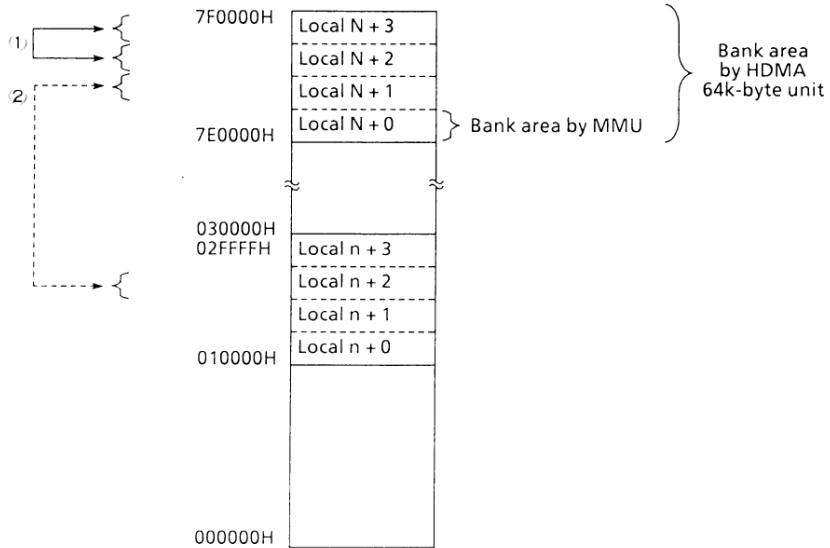 7F0000H
Local N + 3
(1)
Local N + 2
Bank area
by HDMA
64k-byte unit
(2)
Local N + 1
Local N + 0
Bank area by MMU
7E0000H
030000H
02FFFFH
Local n + 3
Local n + 2
Local n + 1
Local n + 0
010000H
000000H